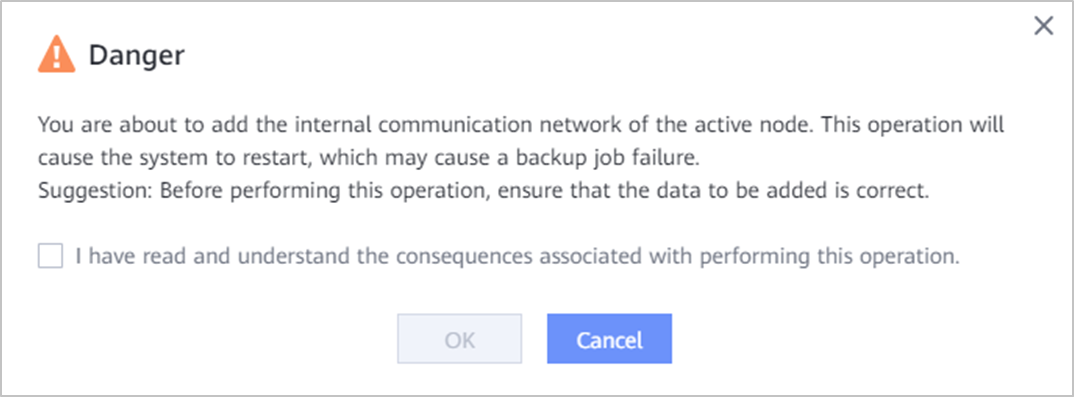 Danger
You are about to add the internal communication network of the active node. This operation will
cause the system to restart, which may cause a backup job failure.
Suggestion: Before performing this operation, ensure that the data to be added is correct.
I have read and understand the consequences associated with performing this operation.
OK Cancel